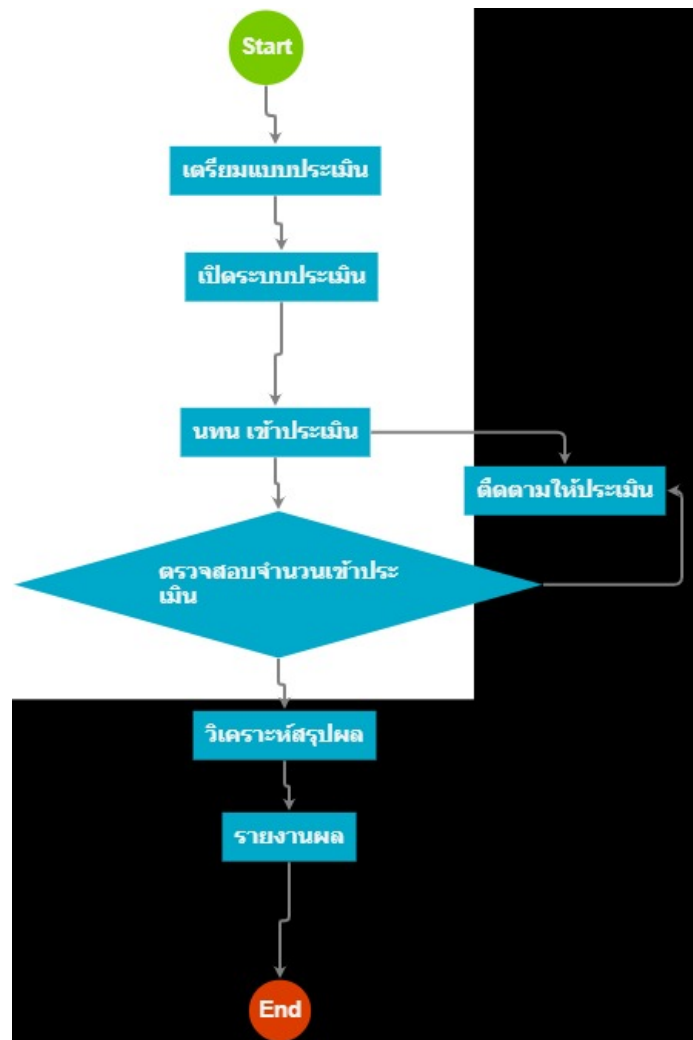 Start
เตรียมแบบประเมิน
เปิดระบบประเมิน
นทน เข้าประเมิน
ตืดตามให้ประเมิน
ตรวจสอบจำนวนเข้าประ
เมิน
วิเคราะห์สรุปผล
รายงานผล
End